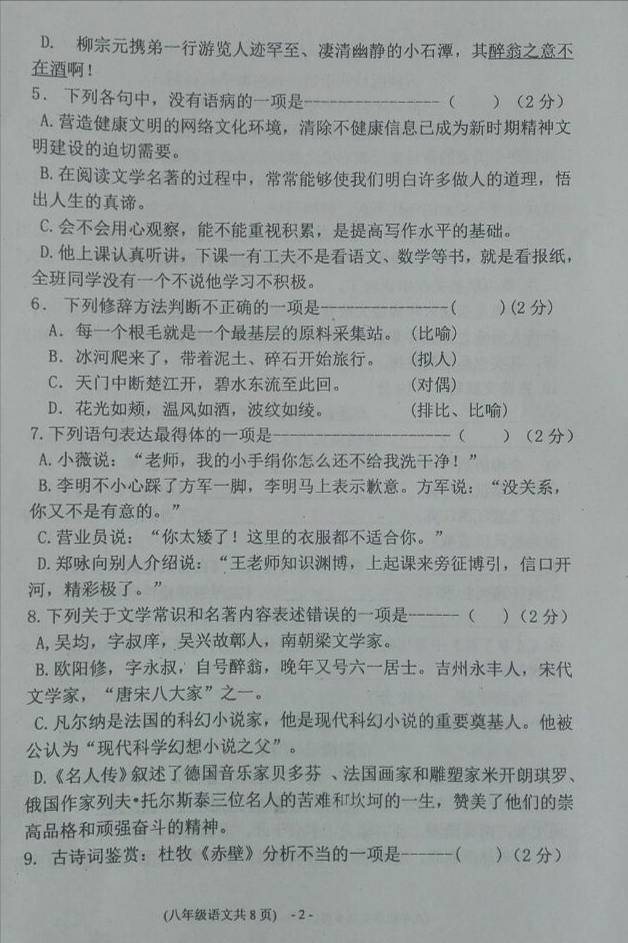 D. 柳宗元携弟一行游览人迹罕至、凄清幽静的小石潭，其醉翁之意不
在酒啊！
5. 下列各句中，没有语病的一项是----------------（　　）（2 分）
A.营造健康文明的网络文化环境，清除不健康信息已成为新时期精神文
明建设的迫切需要。
B.在阅读文学名著的过程中，常常能够使我们明白许多做人的道理，悟
出人生的真谛。
C.会不会用心观察，能不能重视积累，是提高写作水平的基础。
D.他上课认真听讲，下课一有工夫不是看语文、数学等书，就是看报纸，
全班同学没有一个不说他学习不积极。
6. 下列修辞方法判断不正确的一项是---------------(　　)(2 分)
A. 每一个根毛就是一个最基层的原料采集站。（比喻）
B. 冰河爬来了，带着泥土、碎石开始旅行。（拟人）
C. 天门中断楚江开，碧水东流至此回。（对偶）
D. 花光如颊，温风如酒，波纹如绫。（排比、比喻）
7.下列语句表达最得体的一项是---------------------（　　）（2 分）
A.小薇说：“老师，我的小手绢你怎么还不给我洗干净！”
B.李明不小心踩了方军一脚，李明马上表示歉意。方军说：“没关系，
你又不是有意的。”
C.营业员说：“你太矮了！这里的衣服都不适合你。”
D.郑咏向别人介绍说：“王老师知识渊博，上起课来旁征博引，信口开
河，精彩极了。”
8.下列关于文学常识和名著内容表述错误的一项是------（　　）（2 分）
A,吴均，字叔庠，吴兴故鄣人，南朝梁文学家。
B.欧阳修，字永叔，自号醉翁，晚年又号六一居士。吉州永丰人，宋代
文学家，“唐宋八大家”之一。
C.凡尔纳是法国的科幻小说家，他是现代科幻小说的重要奠基人。他被
公认为“现代科学幻想小说之父”。
D.《名人传》叙述了德国音乐家贝多芬 、法国画家和雕塑家米开朗琪罗、
俄国作家列夫•托尔斯泰三位名人的苦难和坎坷的一生，赞美了他们的崇
高品格和顽强奋斗的精神。
9. 古诗词鉴赏：杜牧《赤壁》分析不当的一项是------(　　)（2 分）
(八年级语文共 8 页)　- 2 -